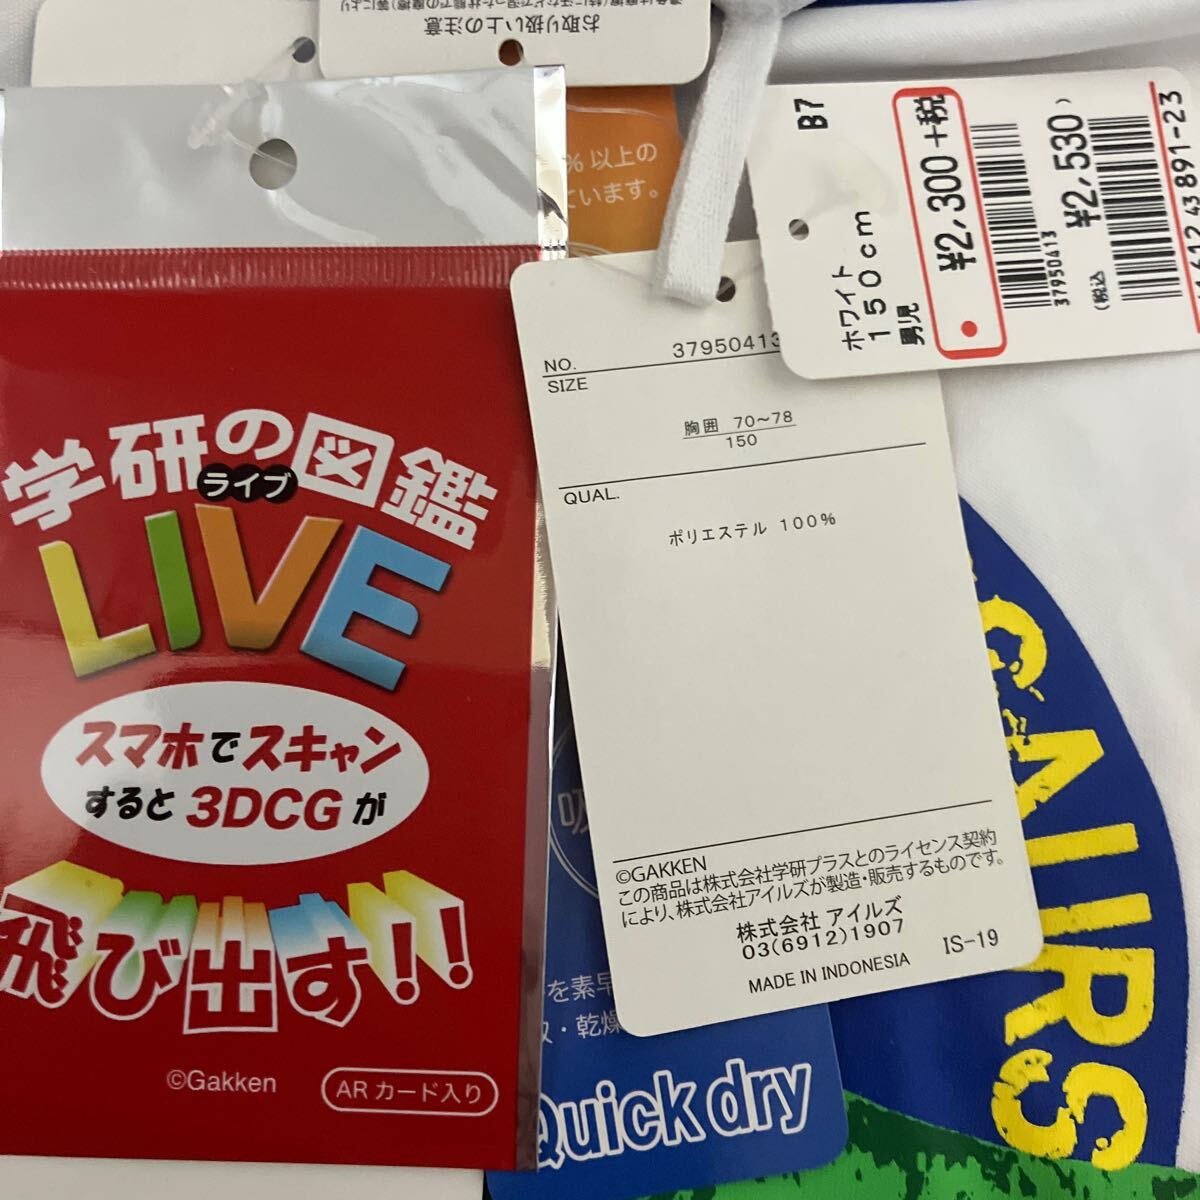 お取り扱い上の注意
%以上の
ています。
学研の図鑑
ライブ
LIVE
スマホでスキャン
すると3DCGが
飛び出す!!
©Gakken
ARカード入り
B7
ホワイト
150cm
男児
¥2,300+税
37950413
¥2,530
(税込)
NO. 37950413
SIZE
胸囲 70〜78
150
QUAL.
ポリエステル 100%
©GAKKEN
この商品は株式会社学研プラスとのライセンス契約
により、株式会社アイルズが製造・販売するものです。
株式会社 アイルズ
03(6912)1907
MADE IN INDONESIA IS-19
を素早
・乾燥
Quick dry